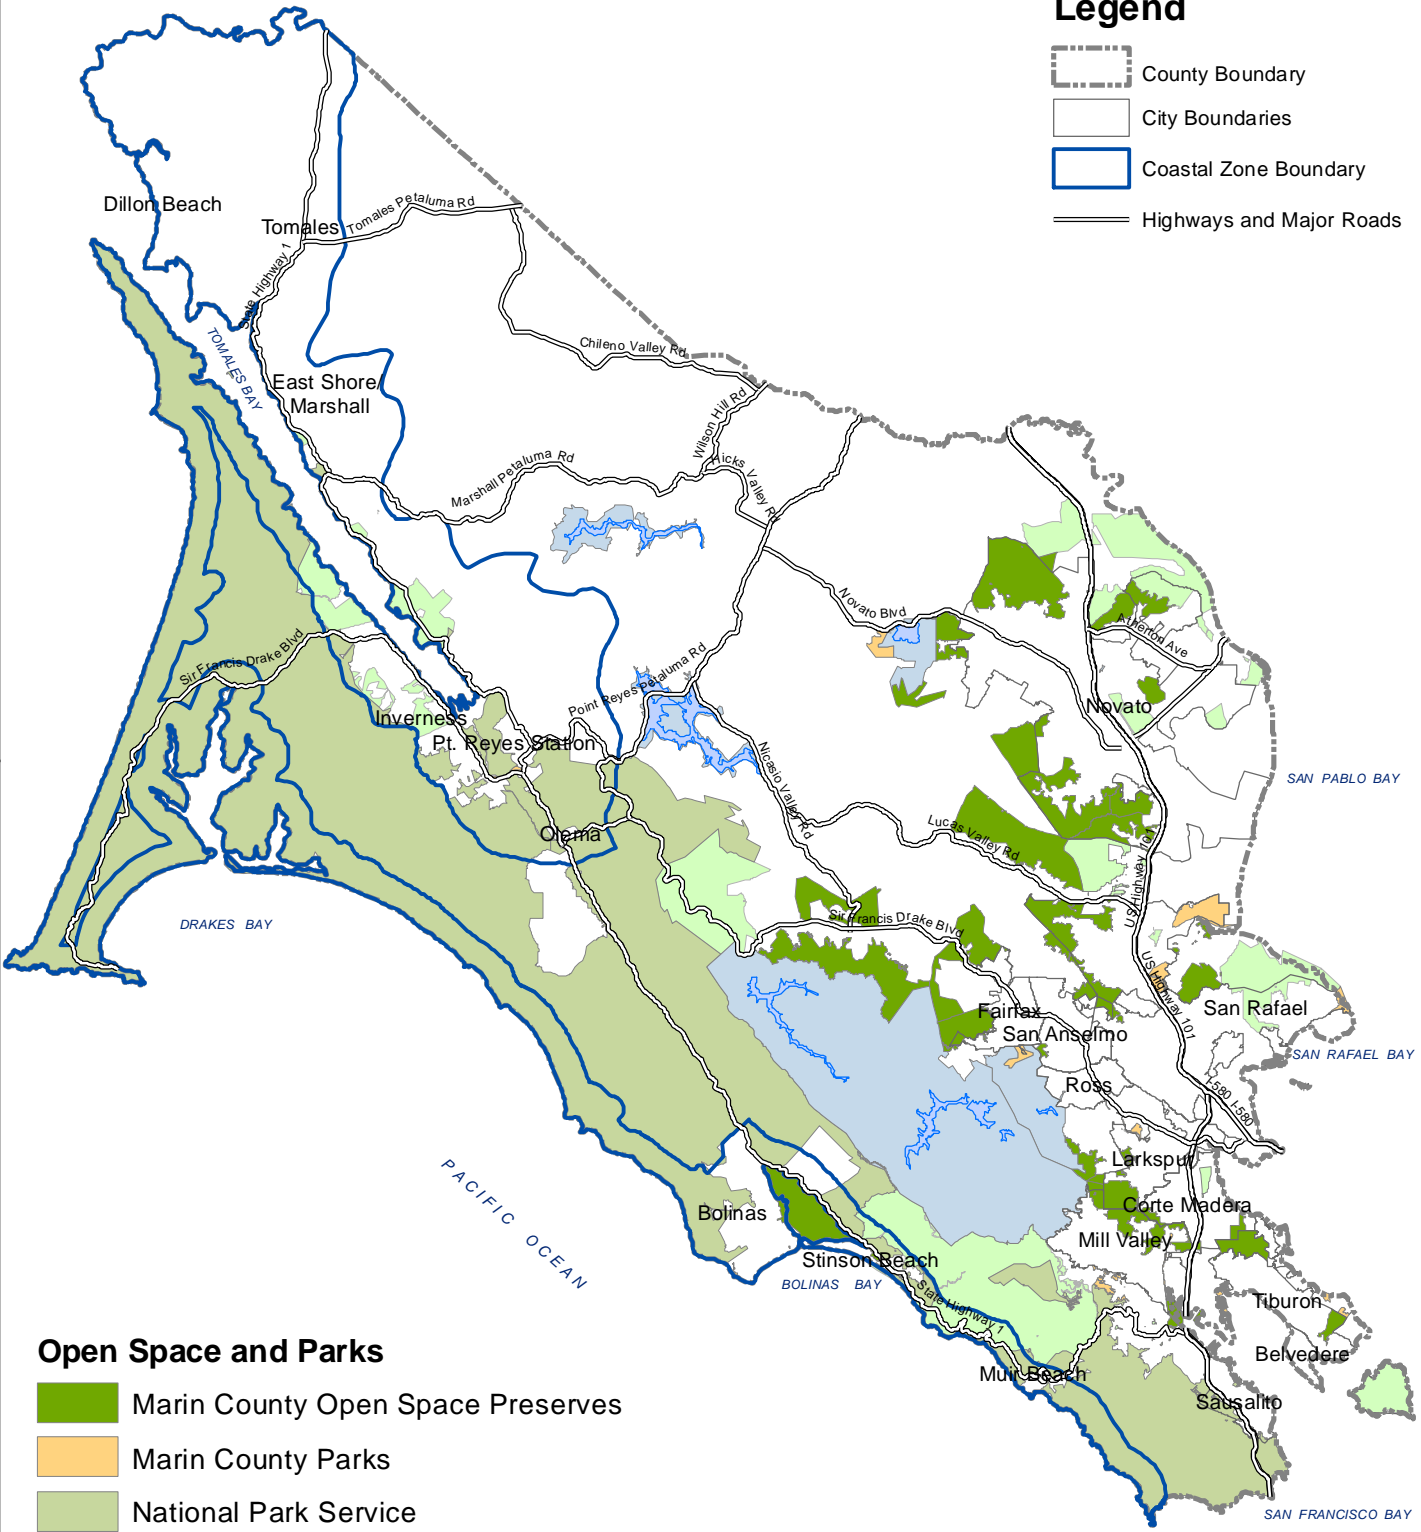 Legend
County Boundary
City Boundaries
Coastal Zone Boundary
Highways and Major Roads
Dillon Beach
Tomales
Tomales Petaluma Rd
State Highway 1
TOMALES BAY
Chileno Valley Rd
East Shore/
Marshall
Wilson Hill Rd
Marshall Petaluma Rd
Hicks Valley Rd
Novato Blvd
Atherton Ave
Sir Francis Drake Blvd
Point Reyes Petaluma Rd
Inverness
Novato
Pt. Reyes Station
SAN PABLO BAY
Nicasio Valley Rd
Olema
Lucas Valley Rd
US Highway 101
DRAKES BAY
Sir Francis Drake Blvd
US Highway 101
Fairfax
San Rafael
San Anselmo
SAN RAFAEL BAY
Ross
I-580 I-580
Larkspur
PACIFIC OCEAN
Corte Madera
Bolinas
Mill Valley
Stinson Beach
BOLINAS BAY
State Highway 1
Tiburon
Belvedere
Muir Beach
Sausalito
SAN FRANCISCO BAY
Open Space and Parks
Marin County Open Space Preserves
Marin County Parks
National Park Service